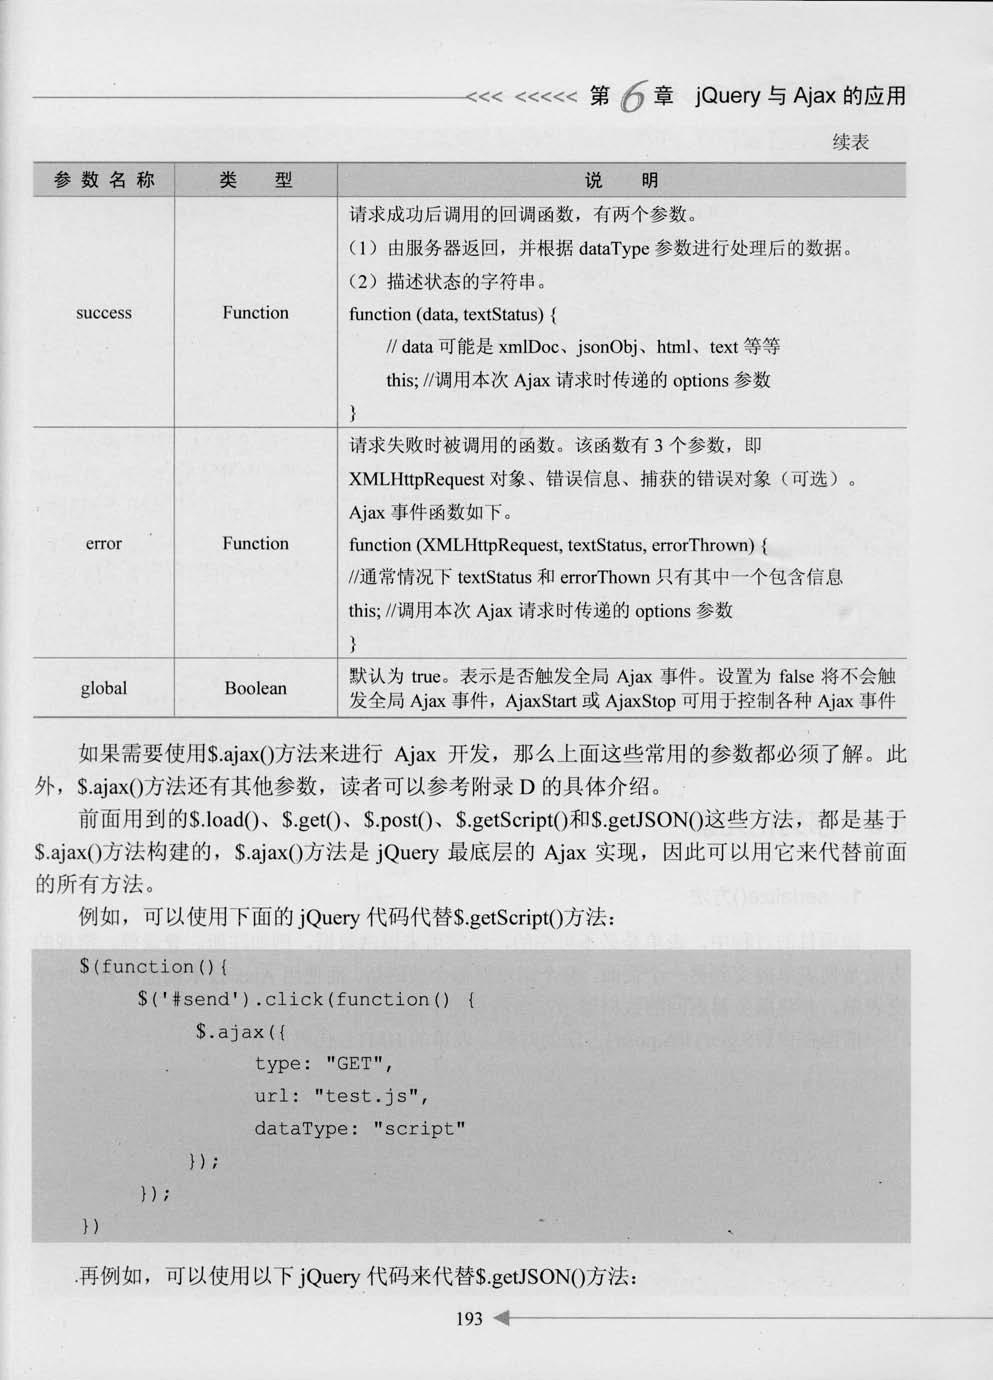 <<< <<<<< 第6章 jQuery 与 Ajax 的应用
续表
参 数 名 称 类 型 说 明
success Function 请求成功后调用的回调函数，有两个参数。
（1）由服务器返回，并根据 dataType 参数进行处理后的数据。
（2）描述状态的字符串。
function (data, textStatus) {
// data 可能是 xmlDoc、jsonObj、html、text 等等
this; //调用本次 Ajax 请求时传递的 options 参数
}
error Function 请求失败时被调用的函数。该函数有 3 个参数，即
XMLHttpRequest 对象、错误信息、捕获的错误对象（可选）。
Ajax 事件函数如下。
function (XMLHttpRequest, textStatus, errorThrown) {
//通常情况下 textStatus 和 errorThown 只有其中一个包含信息
this; //调用本次 Ajax 请求时传递的 options 参数
}
global Boolean 默认为 true。表示是否触发全局 Ajax 事件。设置为 false 将不会触
发全局 Ajax 事件，AjaxStart 或 AjaxStop 可用于控制各种 Ajax 事件
如果需要使用$.ajax()方法来进行 Ajax 开发，那么上面这些常用的参数都必须了解。此
外，$.ajax()方法还有其他参数，读者可以参考附录 D 的具体介绍。
前面用到的$.load()、$.get()、$.post()、$.getScript()和$.getJSON()这些方法，都是基于
$.ajax()方法构建的，$.ajax()方法是 jQuery 最底层的 Ajax 实现，因此可以用它来代替前面
的所有方法。
例如，可以使用下面的 jQuery 代码代替$.getScript()方法：
$(function(){
$('#send').click(function() {
$.ajax({
type: "GET",
url: "test.js",
dataType: "script"
});
});
})
再例如，可以使用以下 jQuery 代码来代替$.getJSON()方法：
193